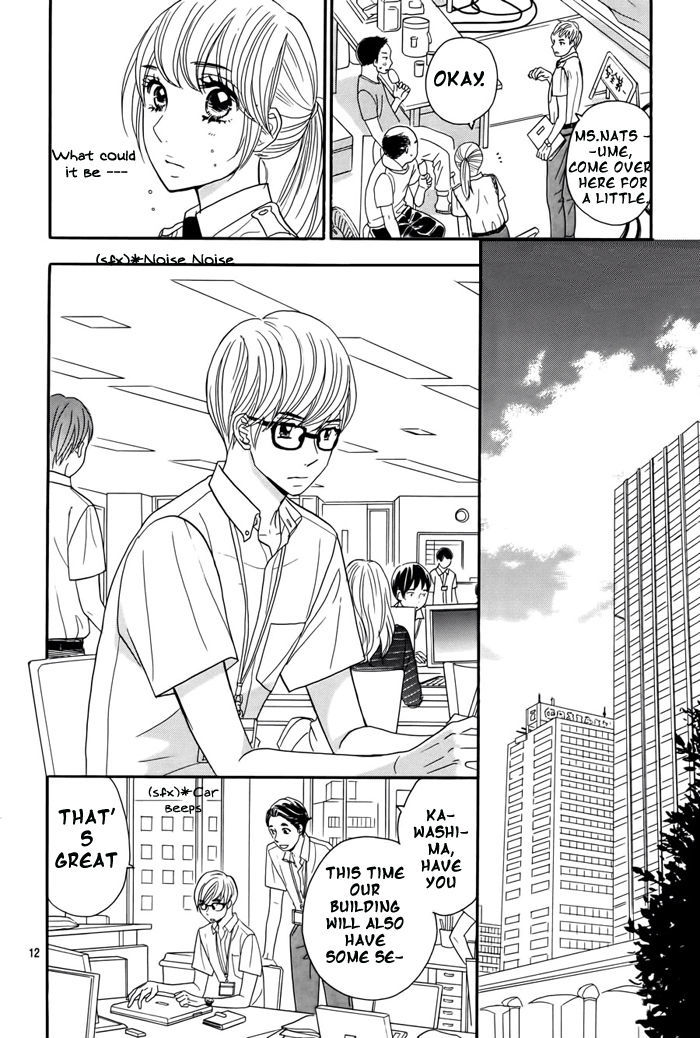 MS.NATS -
-UME,
COME OVER
HERE FOR
A LITTLE.
OKAY.
What could
it be ---
(sfx)*Noise Noise
KA-
WASHI-
MA,
HAVE
YOU
THIS TIME
OUR
BUILDING
WILL ALSO
HAVE
SOME SE-
(sfx)*Car
beeps
THAT'
S
GREAT
12